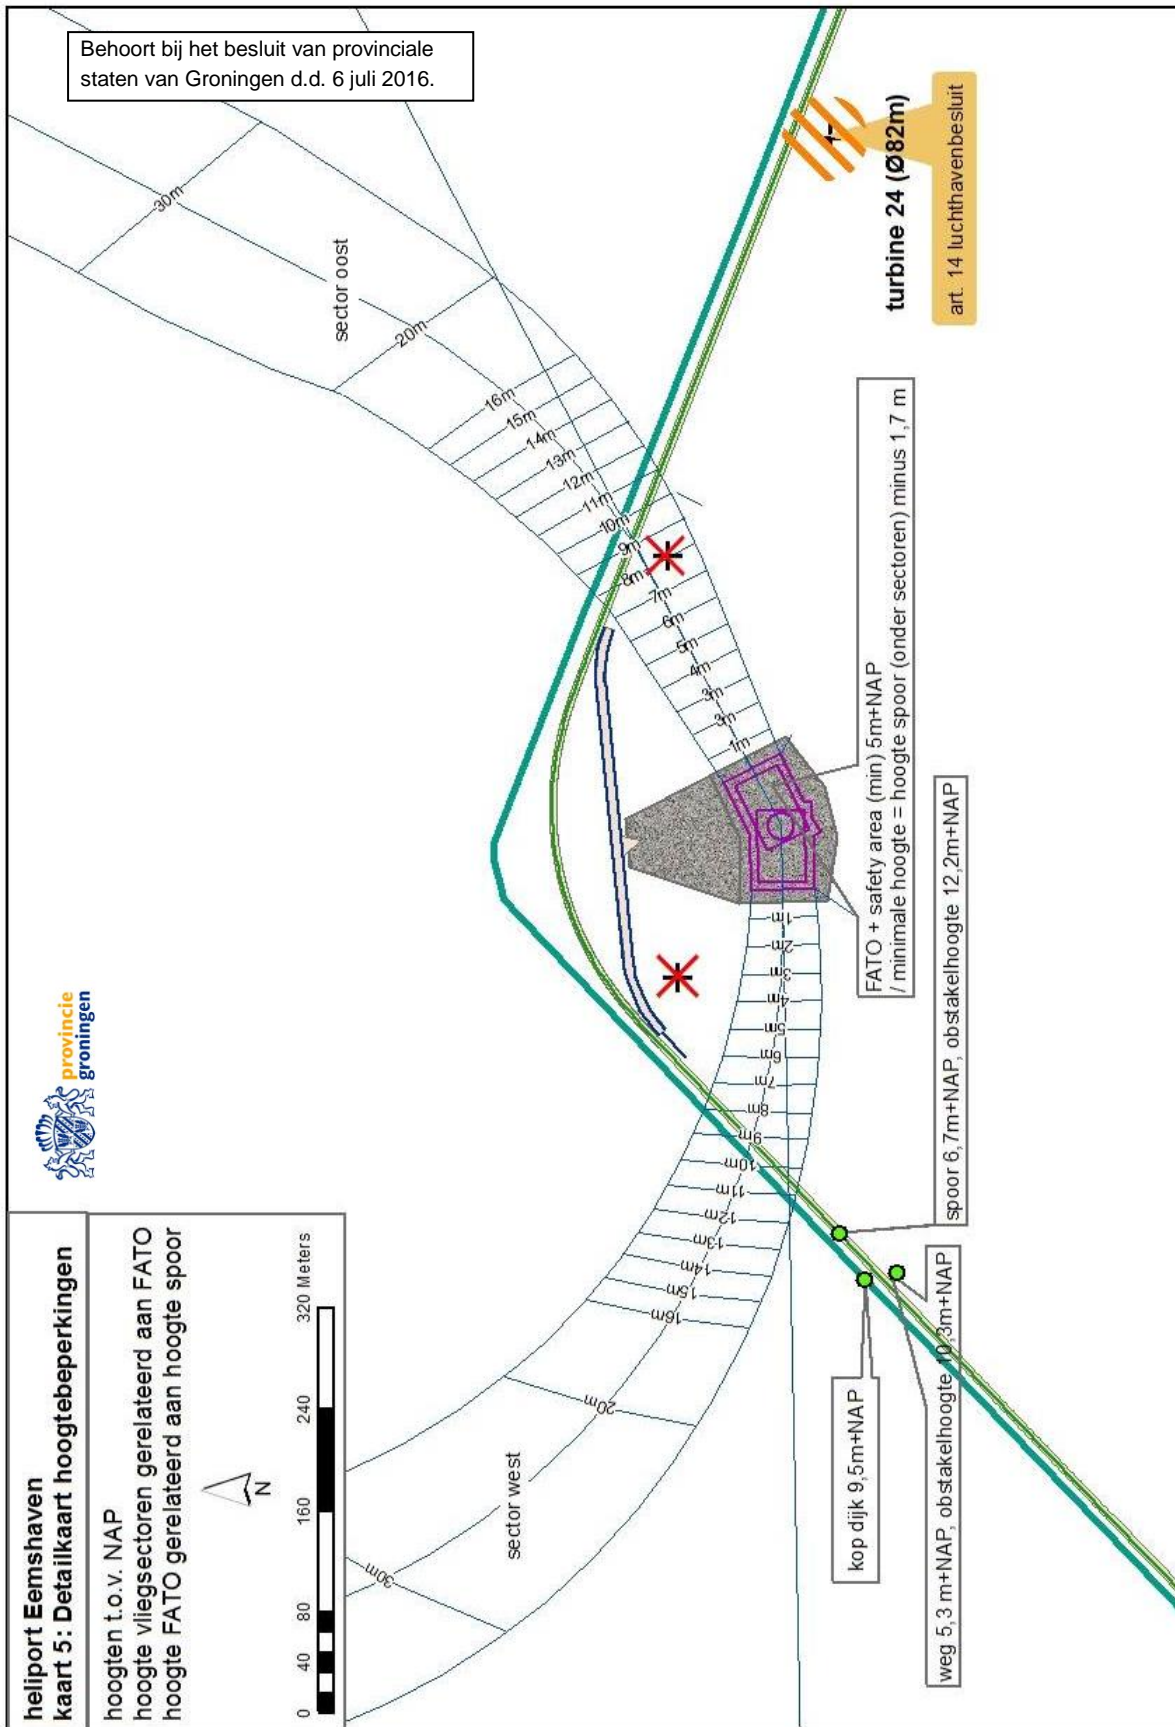 Behoort bij het besluit van provinciale
staten van Groningen d.d. 6 juli 2016.
heliport Eemshaven
kaart 5: Detailkaart hoogtebeperkingen
hoogten t.o.v. NAP
hoogte vliegsectoren gerelateerd aan FATO
hoogte FATO gerelateerd aan hoogte spoor
N
0 40 80 160 240 320 Meters
provincie
groningen
sector west
30m
20m
16m
15m
14m
13m
12m
11m
10m
9m
8m
7m
6m
5m
4m
3m
2m
1m
sector oost
1m
3m
3m
4m
5m
6m
7m
8m
9m
10m
11m
12m
13m
14m
15m
16m
20m
30m
turbine 24 (Ø82m)
art. 14 luchthavenbesluit
FATO + safety area (min) 5m+NAP
/ minimale hoogte = hoogte spoor (onder sectoren) minus 1,7 m
spoor 6,7m+NAP, obstakelhoogte 12,2m+NAP
kop dijk 9,5m+NAP
weg 5,3 m+NAP, obstakelhoogte 10,3m+NAP